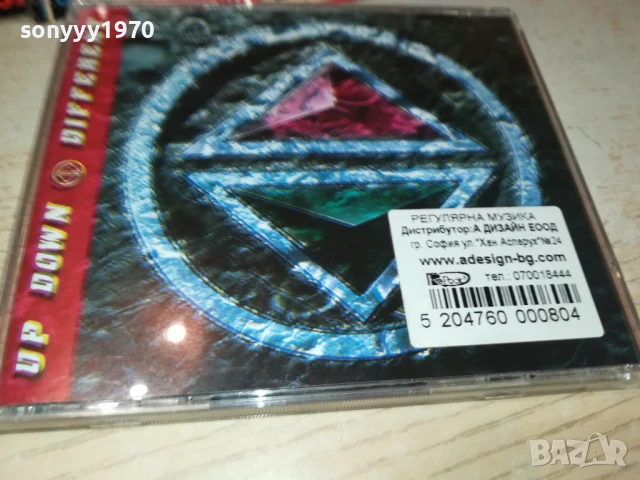 sonyyy1970
UP DOWN DIFFEREN
РЕГУЛЯРНА МУЗИКА
Дистрибутор:А ДИЗАЙН ЕООД
гр. София ул."Хан Аспарух"№24
www.adesign-bg.com
тел.: 070018444
5 204760 000804
BAZAR